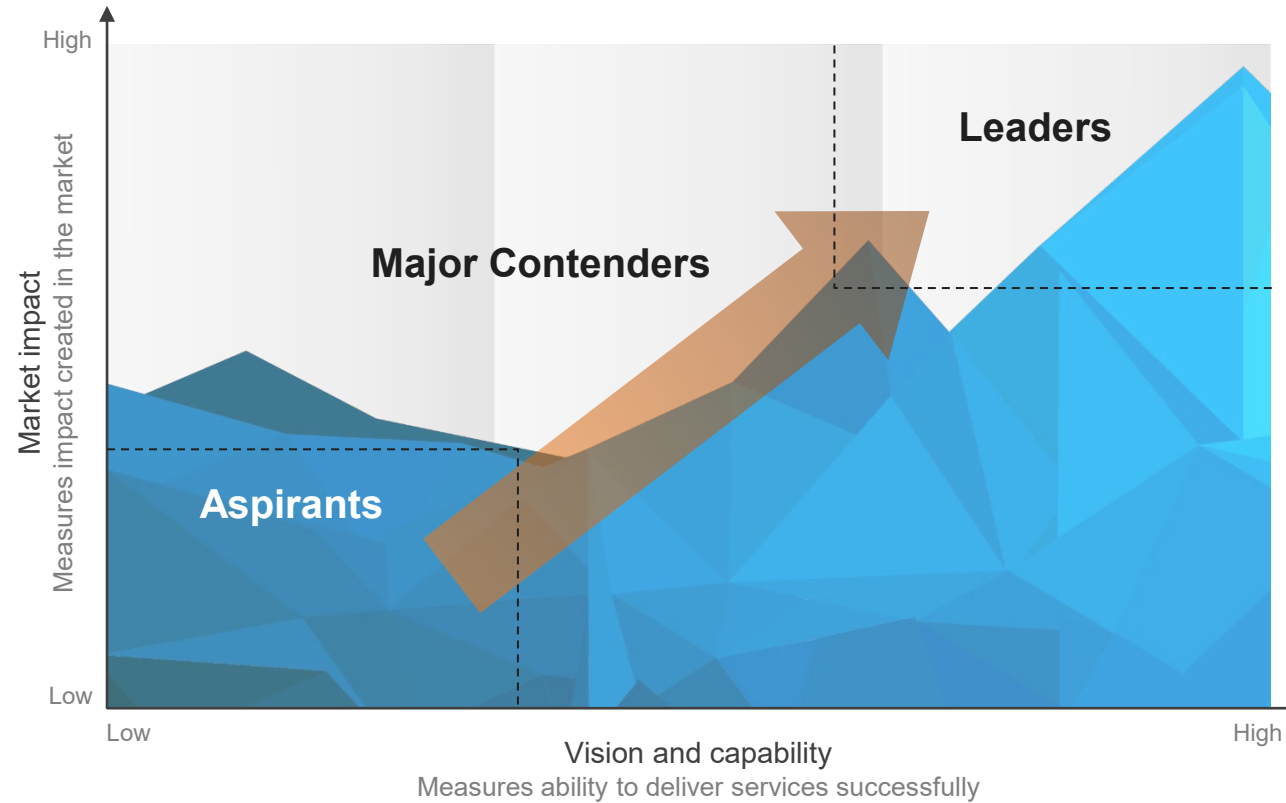 High
Leaders
Major Contenders
Market impact
Measures impact created in the market
Aspirants
Low
Low
High
Vision and capability
Measures ability to deliver services successfully